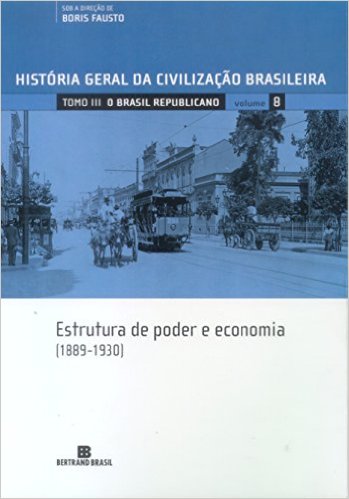 SOB A DIREÇÃO DE
BORIS FAUSTO
HISTÓRIA GERAL DA CIVILIZAÇÃO BRASILEIRA
TOMO III O BRASIL REPUBLICANO volume 8
Estrutura de poder e economia
(1889-1930)
B
BERTRAND BRASIL